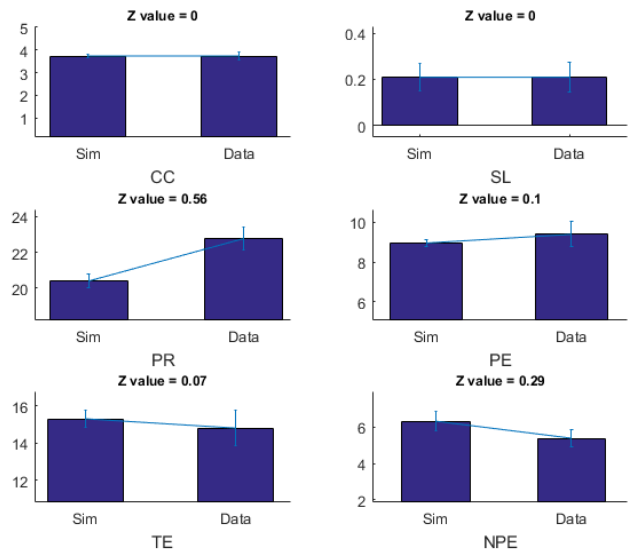 Z value = 0
5
4
3
2
1
Sim Data
CC
Z value = 0
0.4
0.2
0
Sim Data
SL
Z value = 0.56
24
22
20
Sim Data
PR
Z value = 0.1
10
8
6
Sim Data
PE
Z value = 0.07
16
14
12
Sim Data
TE
Z value = 0.29
6
4
2
Sim Data
NPE